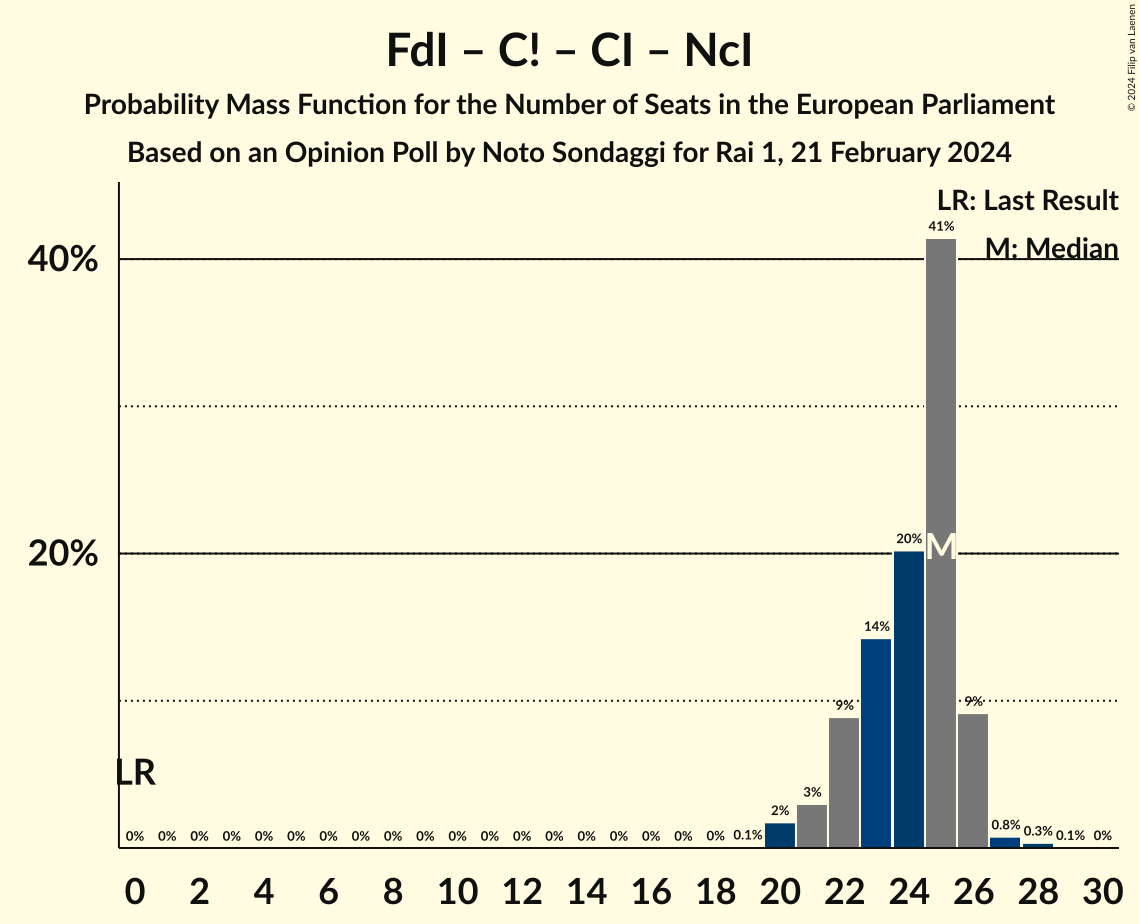 FdI – C! – CI – NcI
Probability Mass Function for the Number of Seats in the European Parliament
Based on an Opinion Poll by Noto Sondaggi for Rai 1, 21 February 2024
© 2024 Filip van Laenen
LR: Last Result
M: Median
40%
20%
LR
M
0% 0% 0% 0% 0% 0% 0% 0% 0% 0% 0% 0% 0% 0% 0% 0% 0% 0% 0% 0.1% 2% 3% 9% 14% 20% 41% 9% 0.8% 0.3% 0.1% 0%
0 2 4 6 8 10 12 14 16 18 20 22 24 26 28 30